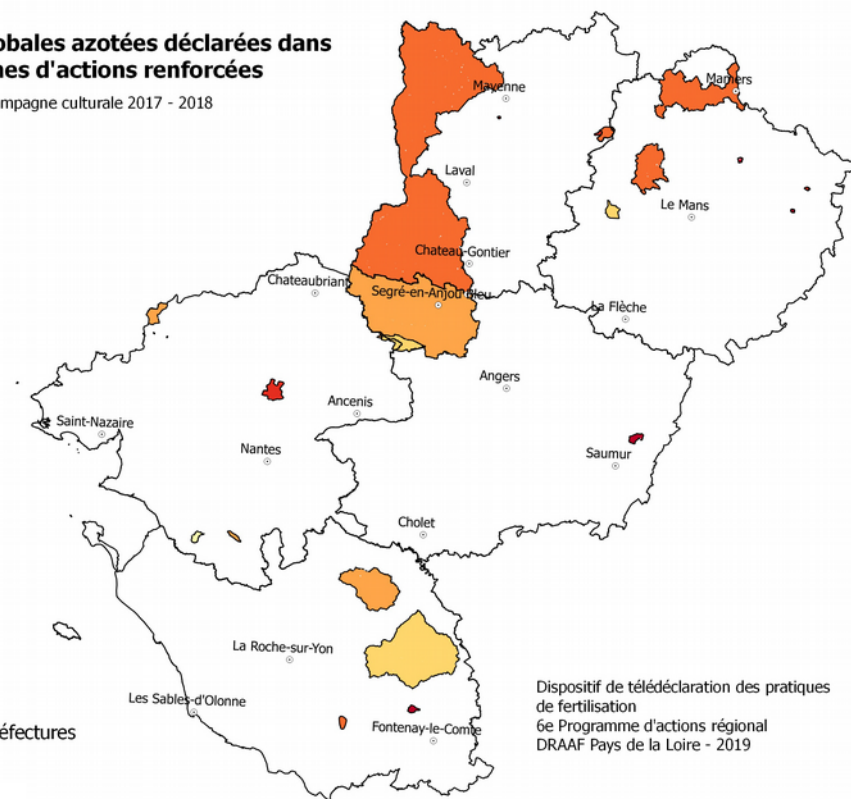 obales azotées déclarées dans
nes d'actions renforcées
mpagne culturale 2017 - 2018
Mayenne
Mamers
Laval
Le Mans
Chateau-Gontier
Chateaubriant
Segré-en-Anjou Bleu
La Flèche
Angers
Ancenis
Saint-Nazaire
Nantes
Saumur
Cholet
La Roche-sur-Yon
Les Sables-d'Olonne
Fontenay-le-Comte
éfectures
Dispositif de télédéclaration des pratiques
de fertilisation
6e Programme d'actions régional
DRAAF Pays de la Loire - 2019